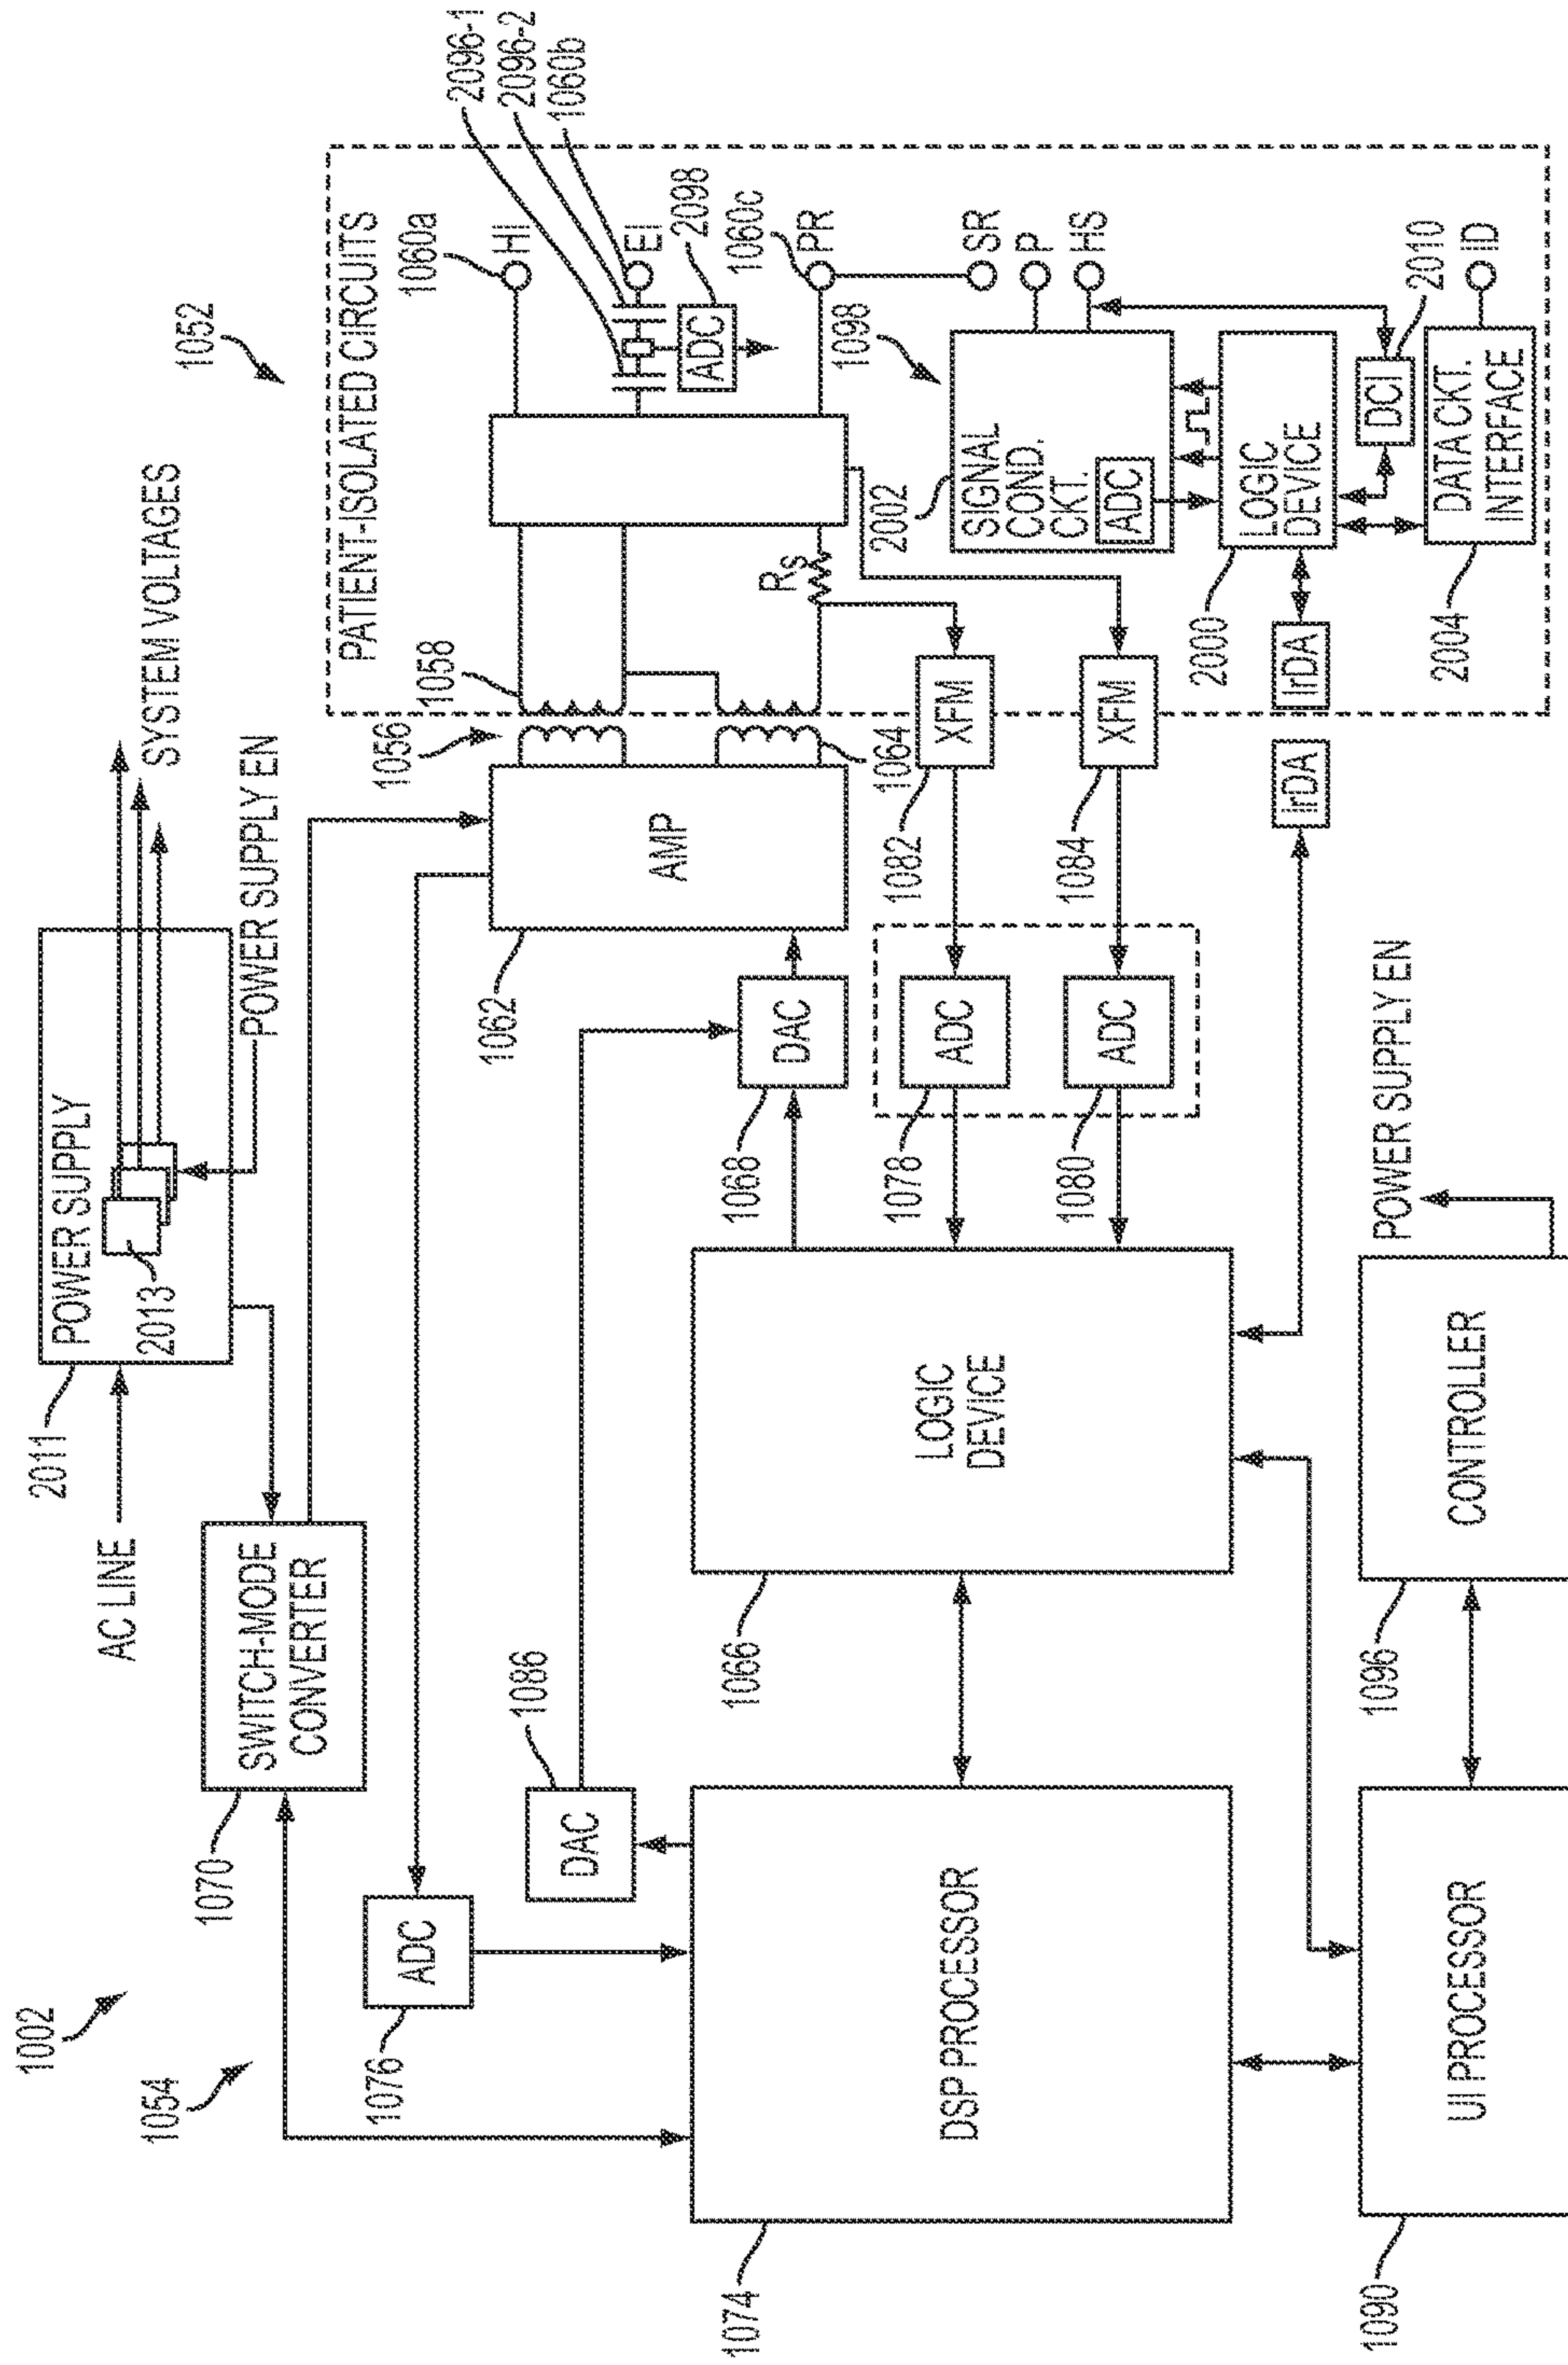 1002
1054
2011
POWER SUPPLY
2013
AC LINE
SYSTEM VOLTAGES
POWER SUPPLY EN
SWITCH-MODE
CONVERTER
1070
1052
PATIENT-ISOLATED CIRCUITS
1076
ADC
1086
DAC
1062
AMP
1056
1058
1064
1060a
HI
2096-1
2096-2
1060b
EI
ADC
2098
1060c
PR
RS
1068
DAC
1074
DSP PROCESSOR
1066
LOGIC
DEVICE
1078
ADC
1080
ADC
1082
XFM
1084
XFM
1098
2002
SIGNAL
COND.
CKT.
ADC
SR
P
HS
2000
LOGIC
DEVICE
IrDA
IrDA
DCI
2010
2004
DATA CKT.
INTERFACE
ID
1090
UI PROCESSOR
1096
CONTROLLER
POWER SUPPLY EN